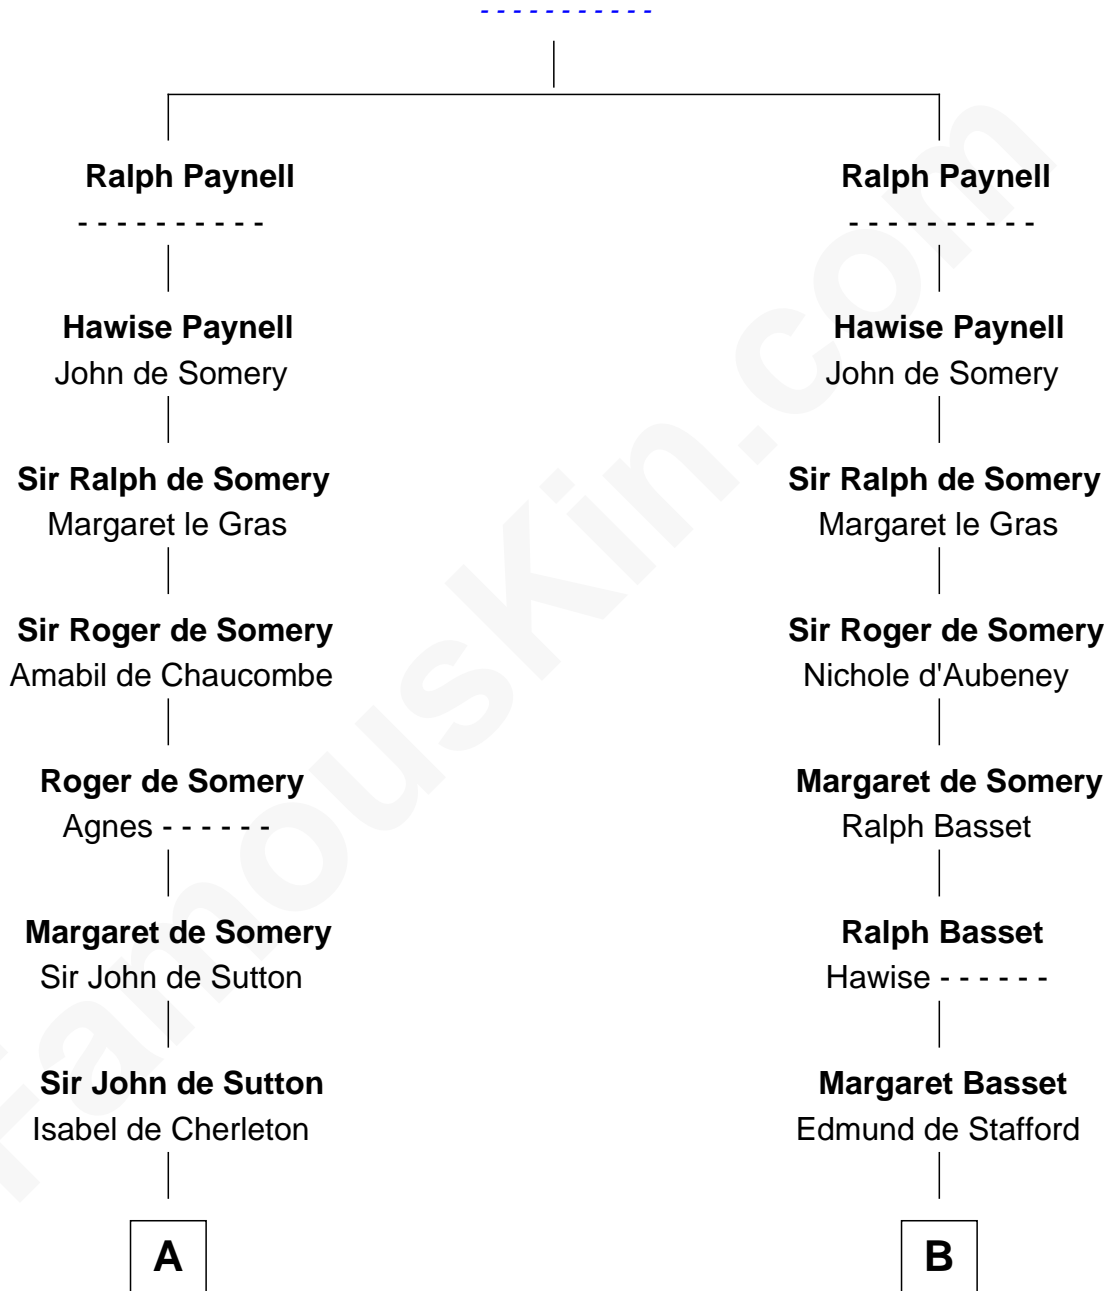 - - - - - - - - - - -
Ralph Paynell
- - - - - - - - - -
Hawise Paynell
John de Somery
Sir Ralph de Somery
Margaret le Gras
Sir Roger de Somery
Amabil de Chaucombe
Roger de Somery
Agnes - - - - - -
Margaret de Somery
Sir John de Sutton
Sir John de Sutton
Isabel de Cherleton
A
Ralph Paynell
- - - - - - - - - -
Hawise Paynell
John de Somery
Sir Ralph de Somery
Margaret le Gras
Sir Roger de Somery
Nichole d'Aubeney
Margaret de Somery
Ralph Basset
Ralph Basset
Hawise - - - - - -
Margaret Basset
Edmund de Stafford
B
FamousKin.com